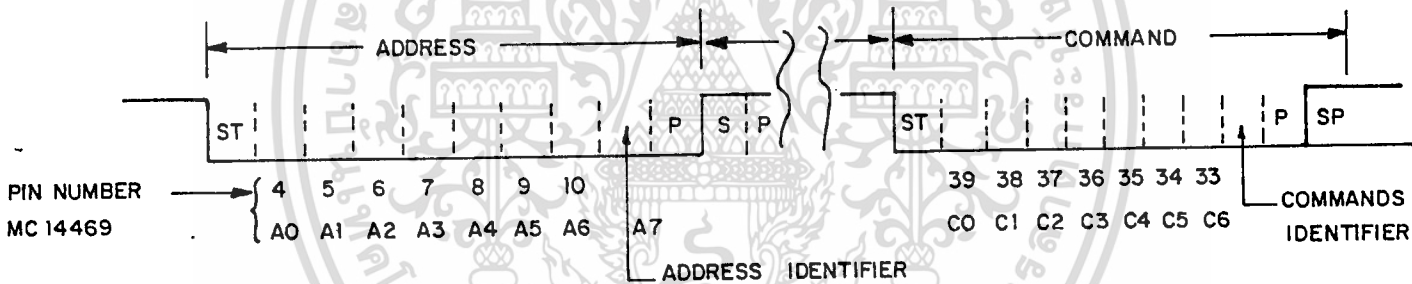 ADDRESS COMMAND
ST P S P ST P SP
PIN NUMBER 4 5 6 7 8 9 10 39 38 37 36 35 34 33
MC 14469 A0 A1 A2 A3 A4 A5 A6 A7 C0 C1 C2 C3 C4 C5 C6 COMMANDS
IDENTIFIER
ADDRESS IDENTIFIER